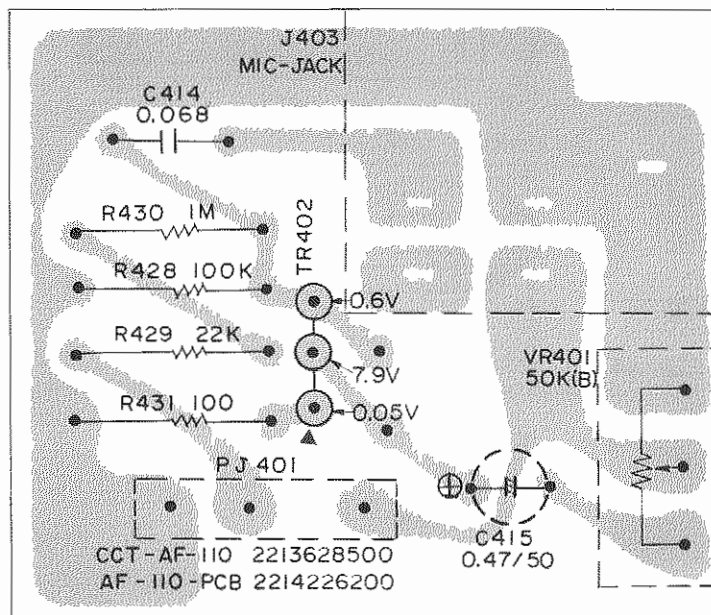 J403
MIC-JACK
C414
0.068
R430 1M
TR402
R428 100K
0.6V
R429 22K
VR401
50K(B)
7.9V
R431 100
0.05V
PJ401
C415
0.47/50
CCT-AF-110 2213628500
AF-110-PCB 2214226200